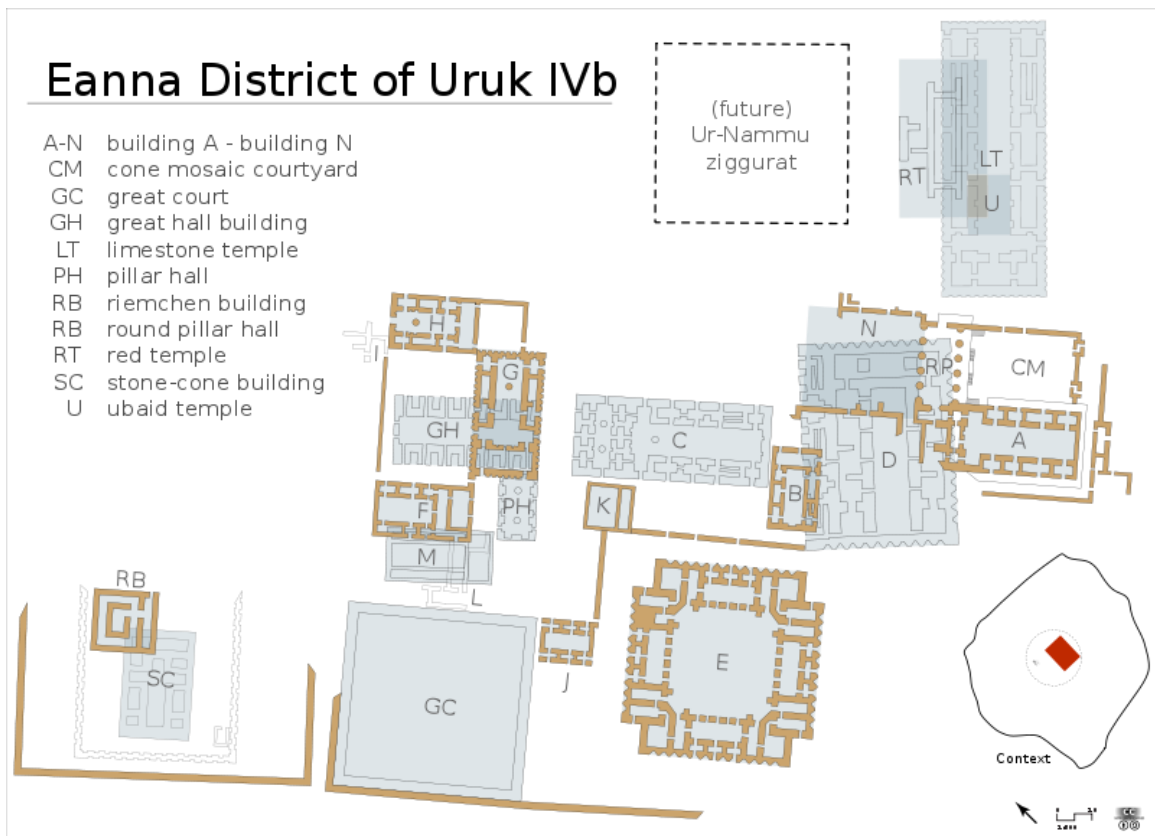 Eanna District of Uruk IVb
A-N building A - building N
CM cone mosaic courtyard
GC great court
GH great hall building
LT limestone temple
PH pillar hall
RB riemchen building
RB round pillar hall
RT red temple
SC stone-cone building
U ubaid temple
(future)
Ur-Nammu
ziggurat
LT
RT
U
H
I
G
N
RP
CM
GH
C
A
D
B
F
PH
K
M
L
RB
SC
E
J
GC
Context